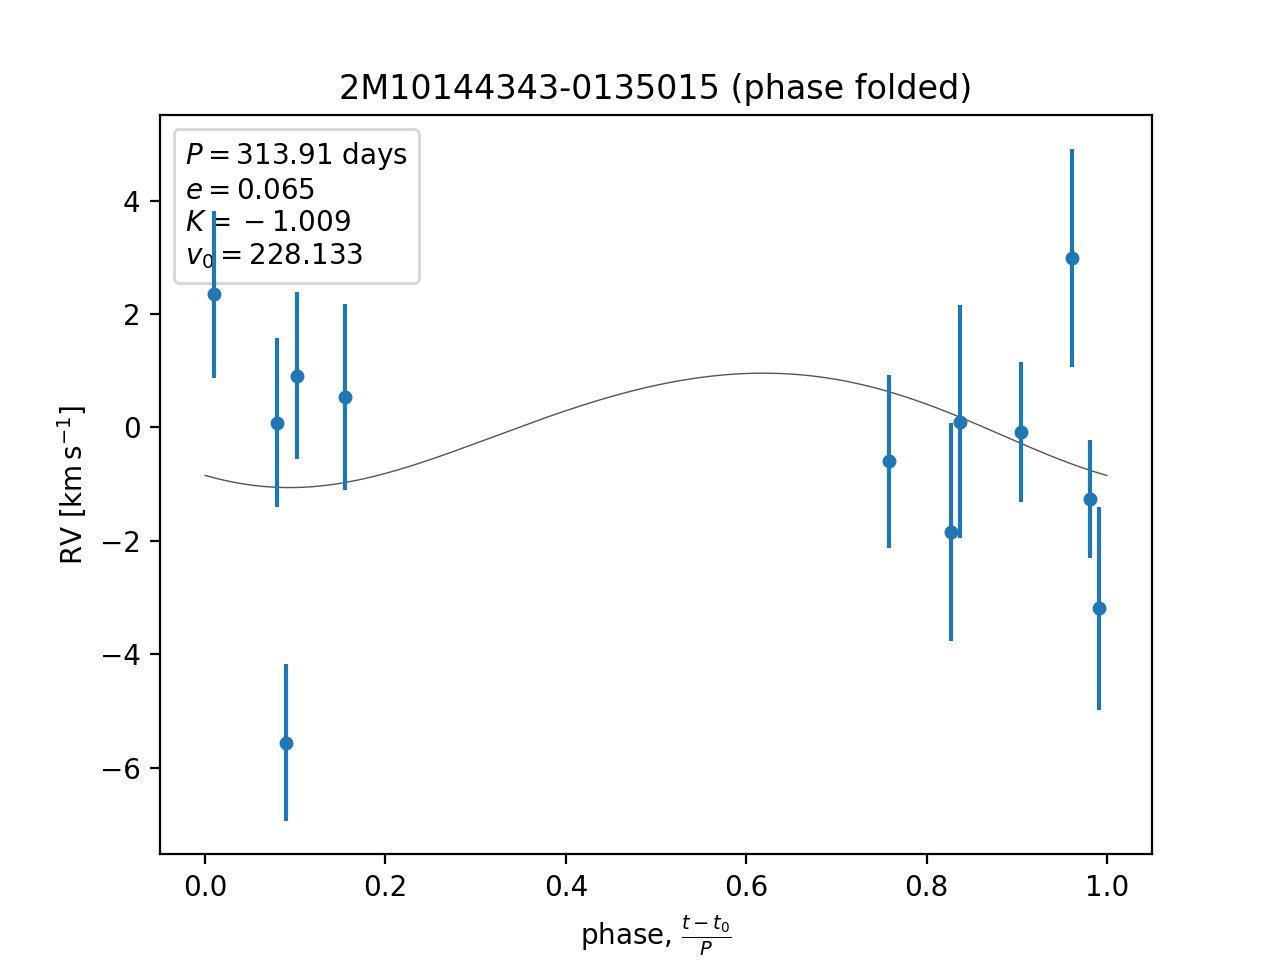 2M10144343-0135015 (phase folded)
P = 313.91 days
e = 0.065
K = −1.009
v₀ = 228.133
RV [km s⁻¹]
4
2
0
−2
−4
−6
0.0 0.2 0.4 0.6 0.8 1.0
phase, (t − t₀)/P